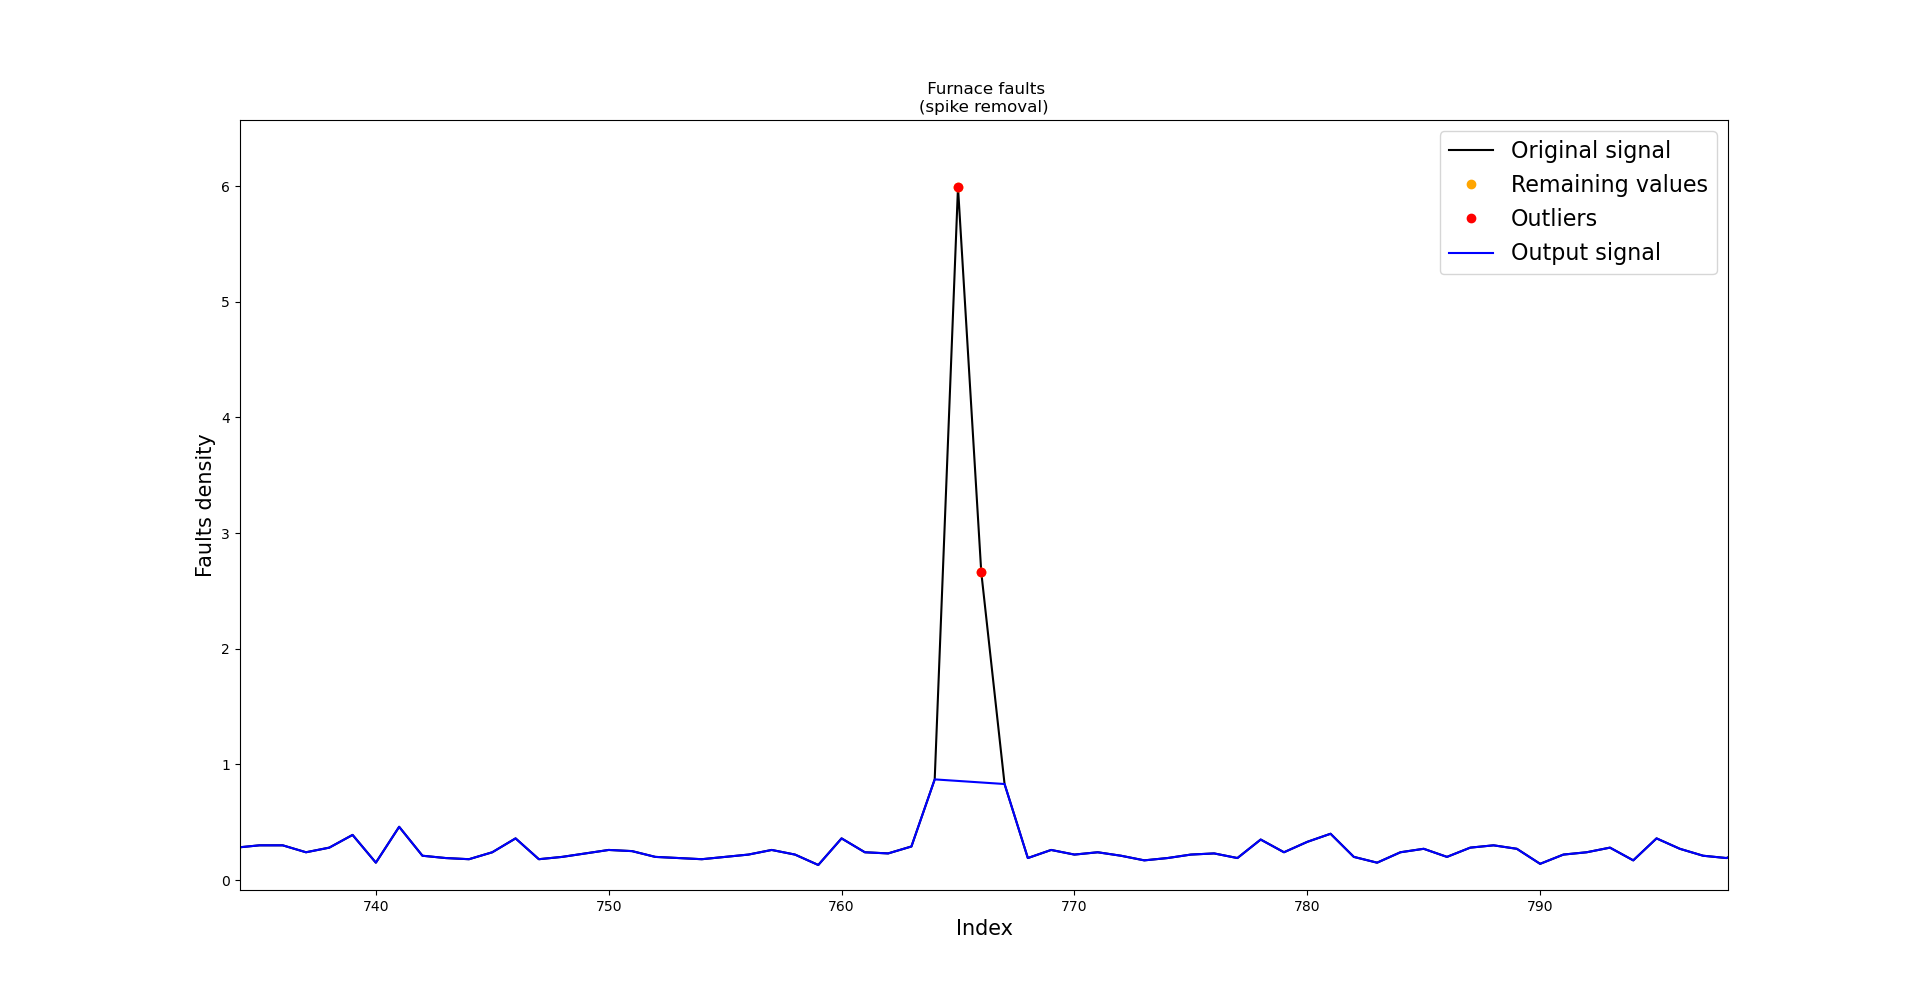 Furnace faults
(spike removal)
Original signal
Remaining values
Outliers
Output signal
Faults density
6
5
4
3
2
1
0
740 750 760 770 780 790
Index